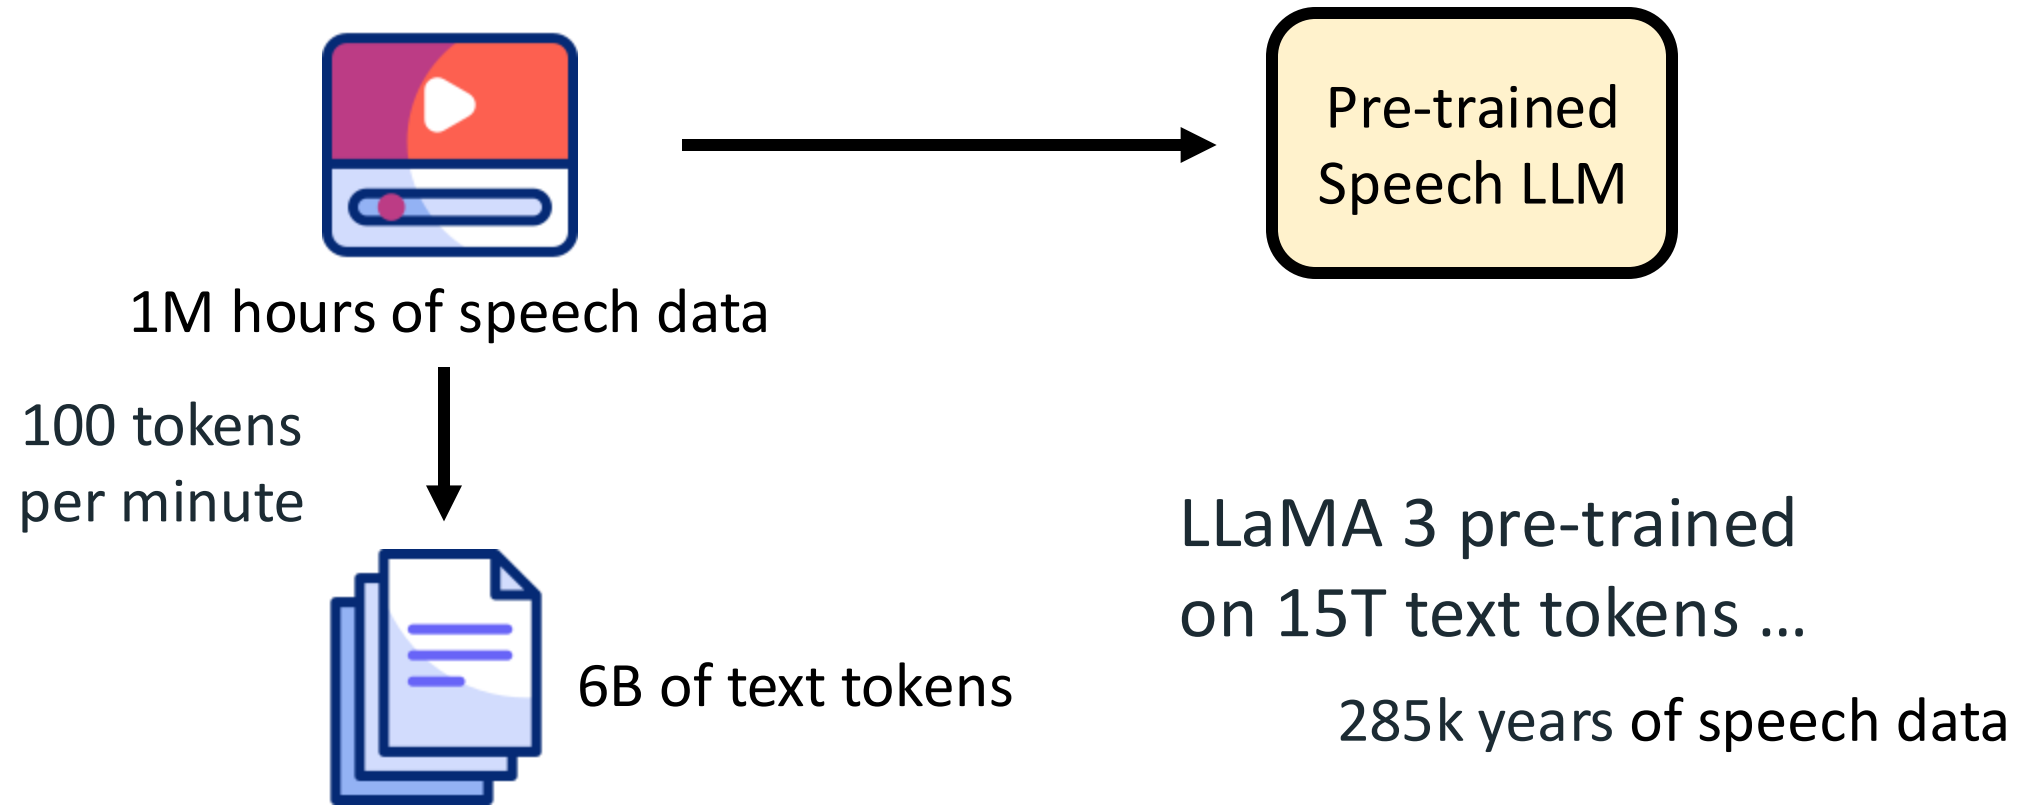 Pre-trained
Speech LLM
1M hours of speech data
100 tokens
per minute
6B of text tokens
LLaMA 3 pre-trained
on 15T text tokens ...
285k years of speech data